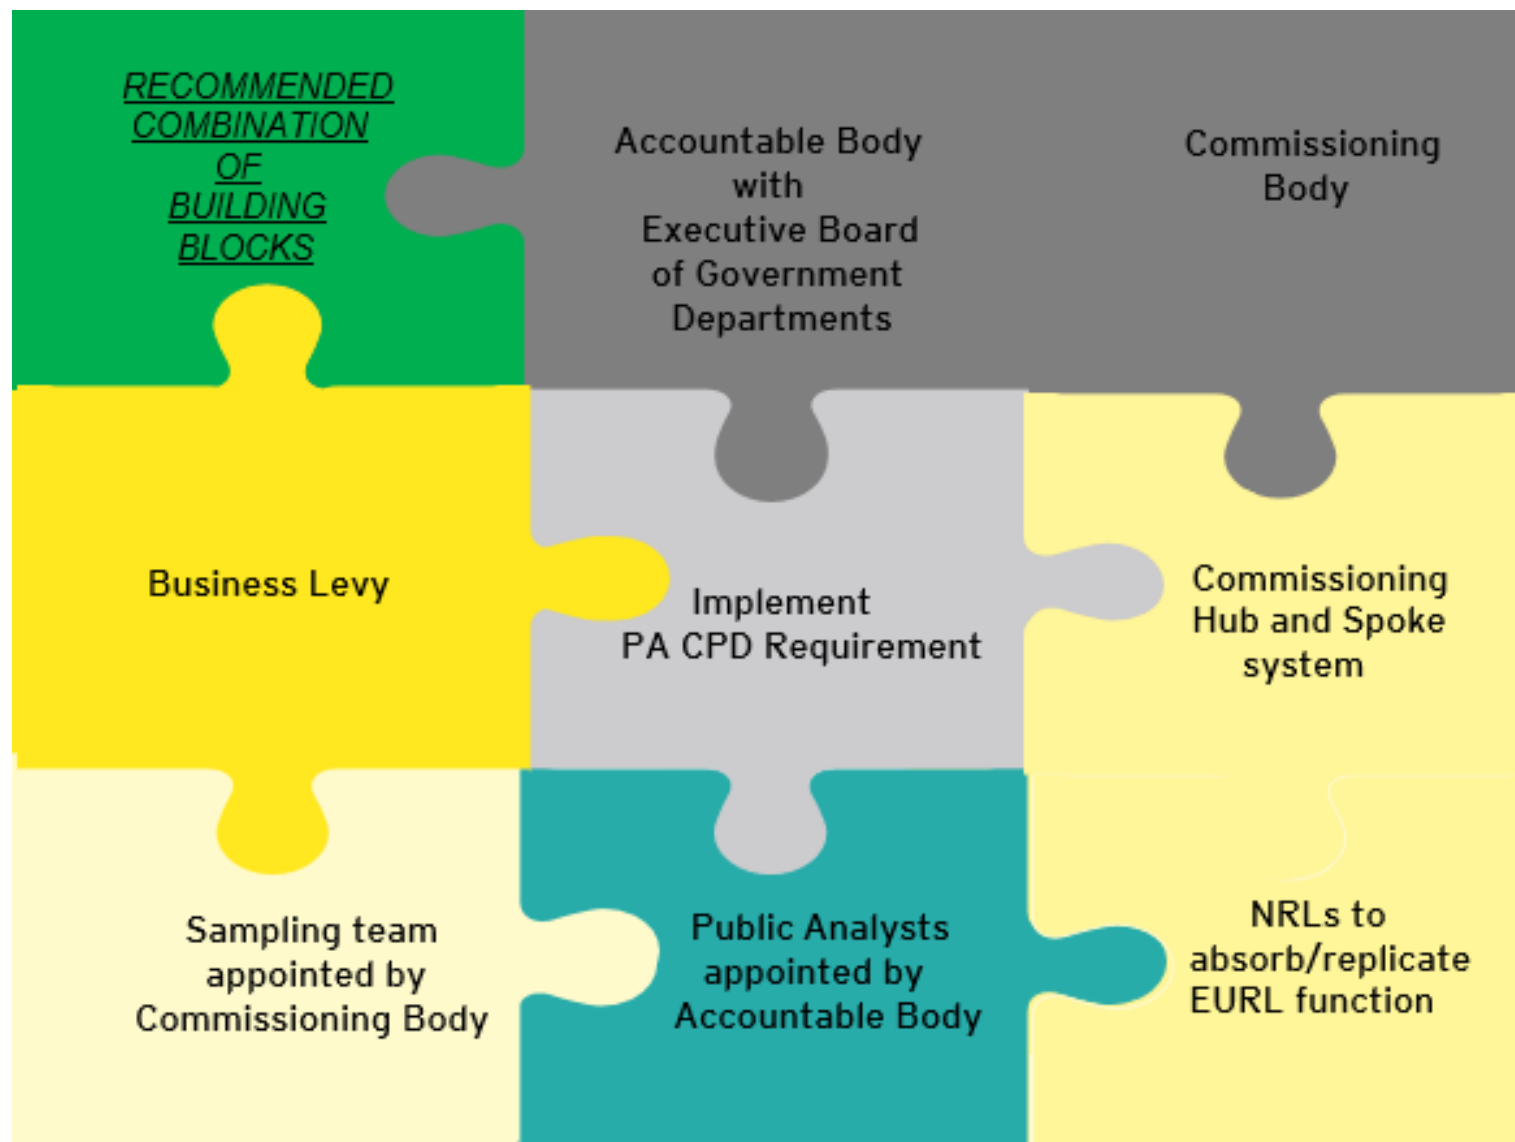 RECOMMENDED
COMBINATION
OF
BUILDING
BLOCKS
Accountable Body
with
Executive Board
of Government
Departments
Commissioning
Body
Business Levy
Implement
PA CPD Requirement
Commissioning
Hub and Spoke
system
Sampling team
appointed by
Commissioning Body
Public Analysts
appointed by
Accountable Body
NRLs to
absorb/replicate
EURL function